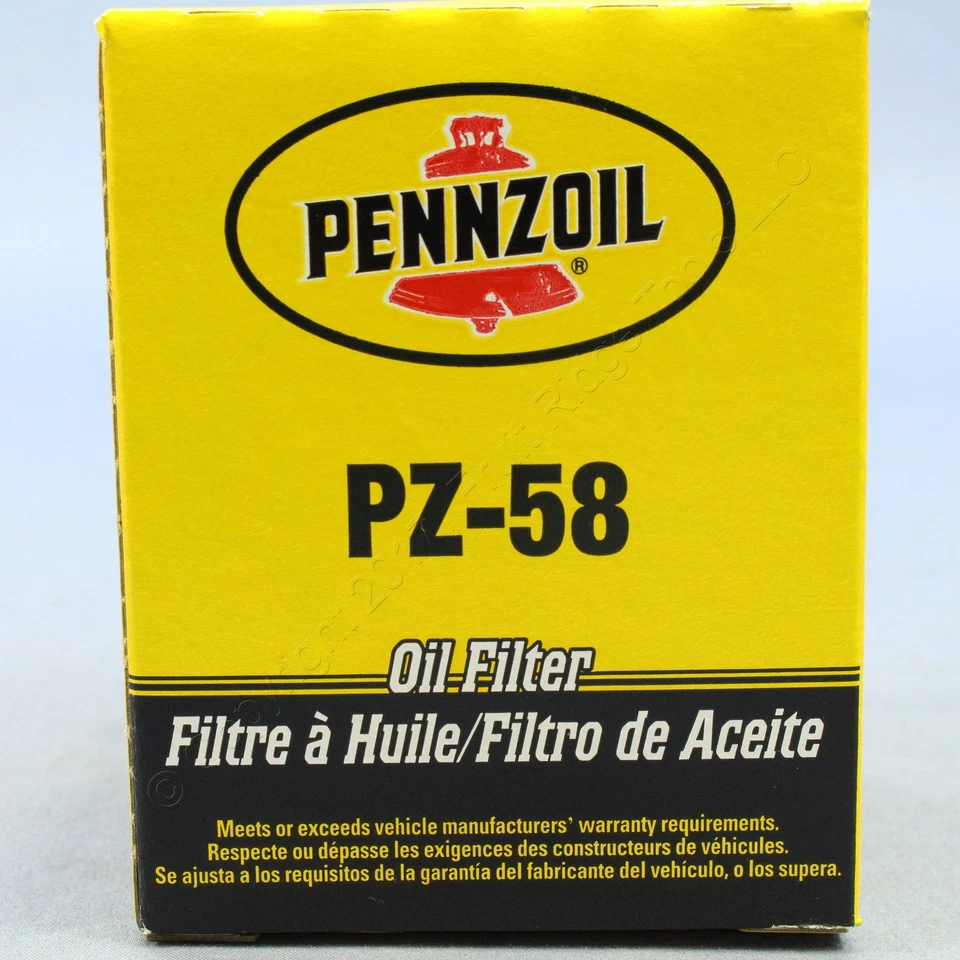 PENNZOIL
®
PZ-58
Oil Filter
Filtre à Huile/Filtro de Aceite
Meets or exceeds vehicle manufacturers' warranty requirements.
Respecte ou dépasse les exigences des constructeurs de véhicules.
Se ajusta a los requisitos de la garantía del fabricante del vehículo, o los supera.